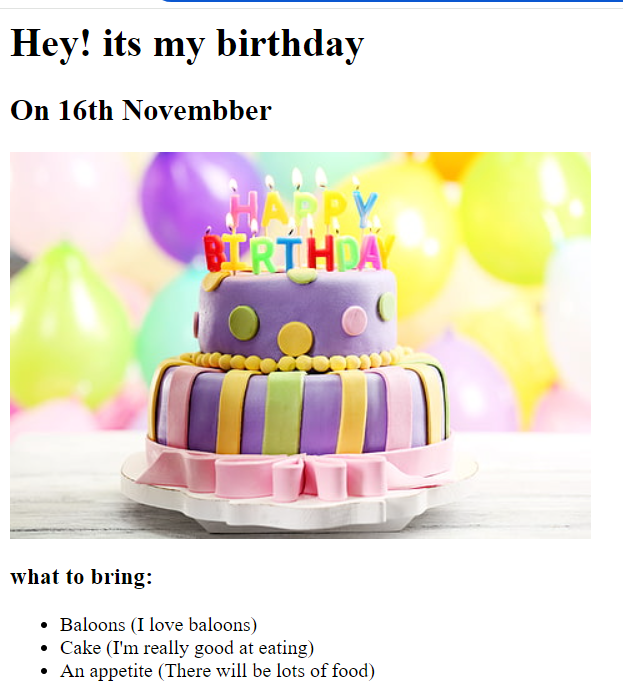 Hey! its my birthday
On 16th Novembber
HAPPY
BIRTHDAY
what to bring:
Baloons (I love baloons)
Cake (I'm really good at eating)
An appetite (There will be lots of food)